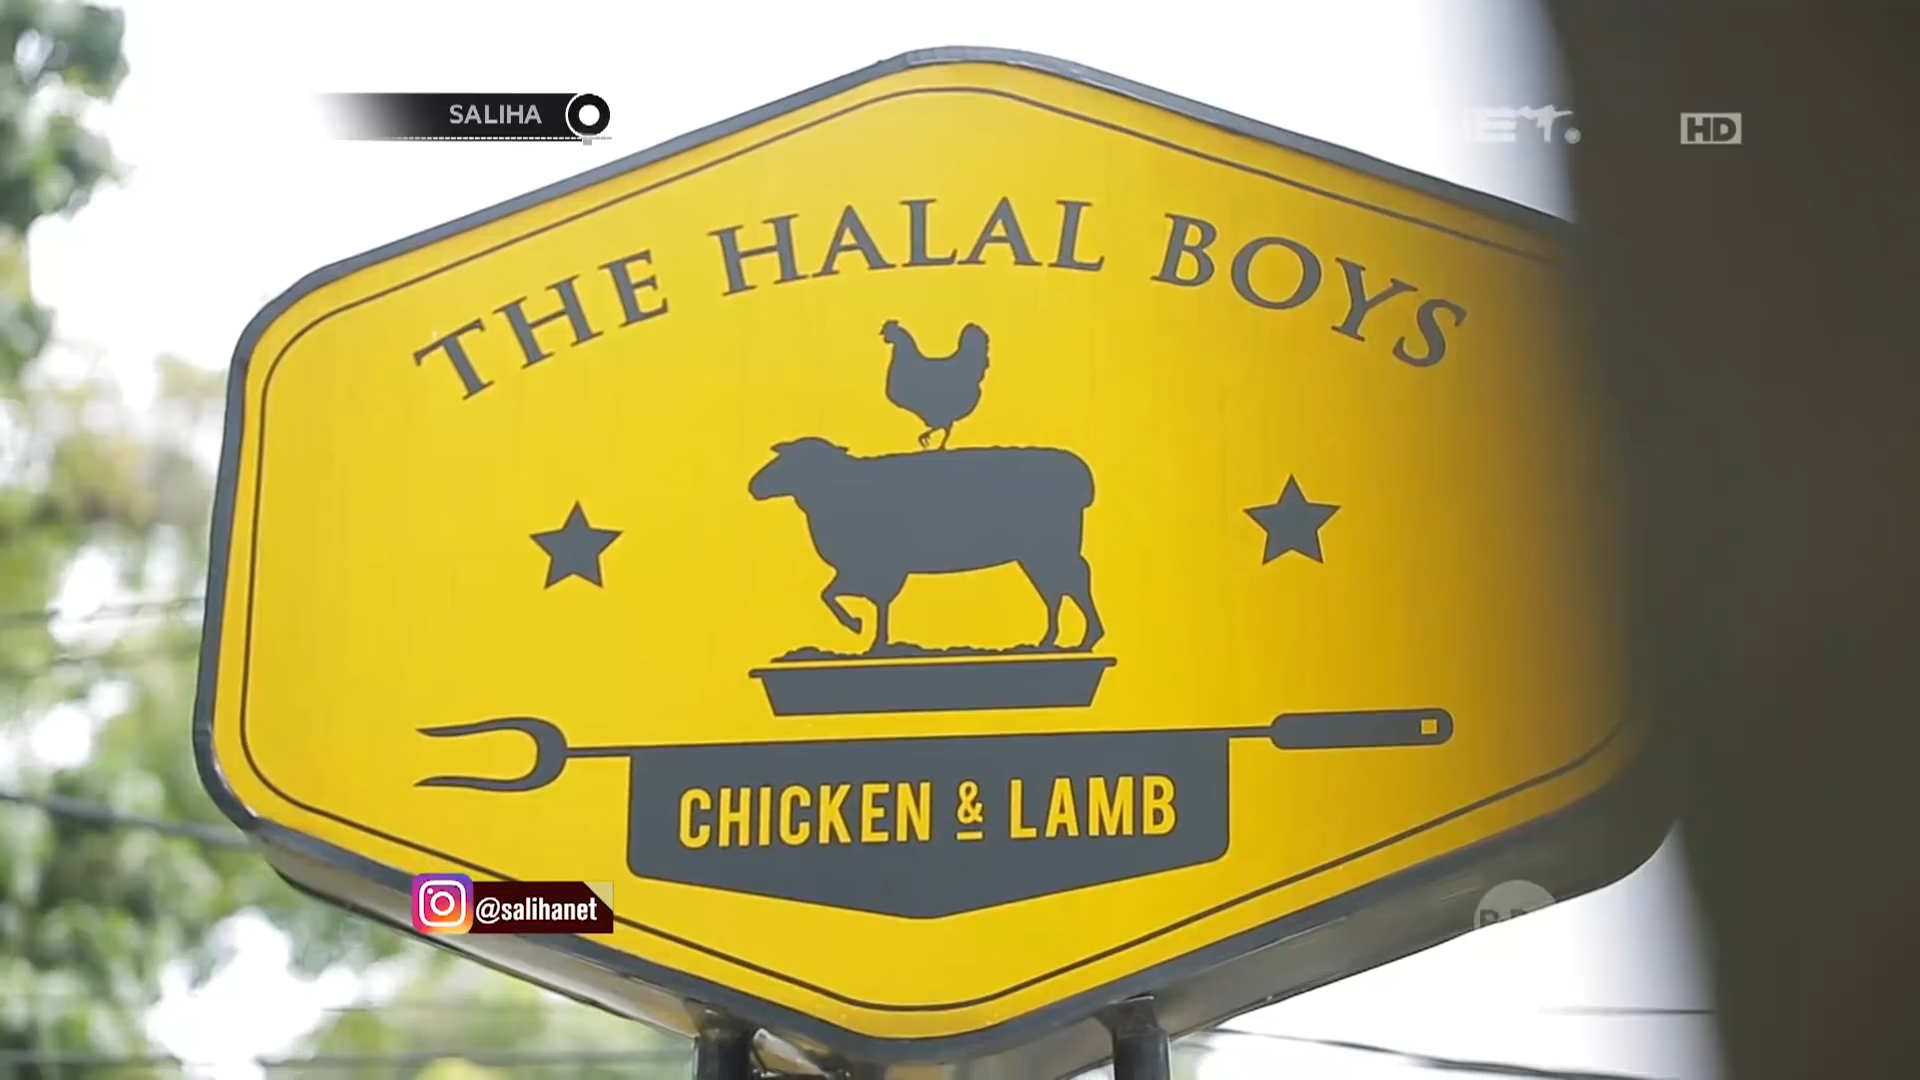 SALIHA
HD
THE HALAL BOYS
CHICKEN & LAMB
@salihanet